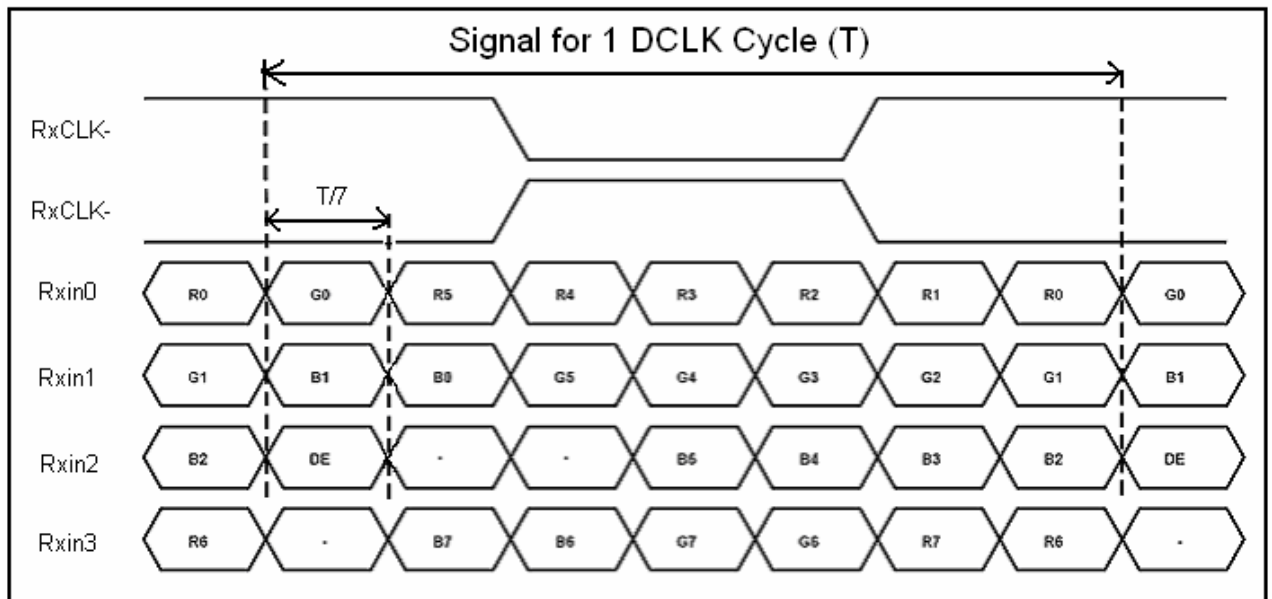 Signal for 1 DCLK Cycle (T)
RxCLK-
T/7
RxCLK-
Rxin0 R0 G0 R5 R4 R3 R2 R1 R0 G0
Rxin1 G1 B1 B0 G5 G4 G3 G2 G1 B1
Rxin2 B2 DE - - B5 B4 B3 B2 DE
Rxin3 R6 - B7 B6 G7 G6 R7 R6 -